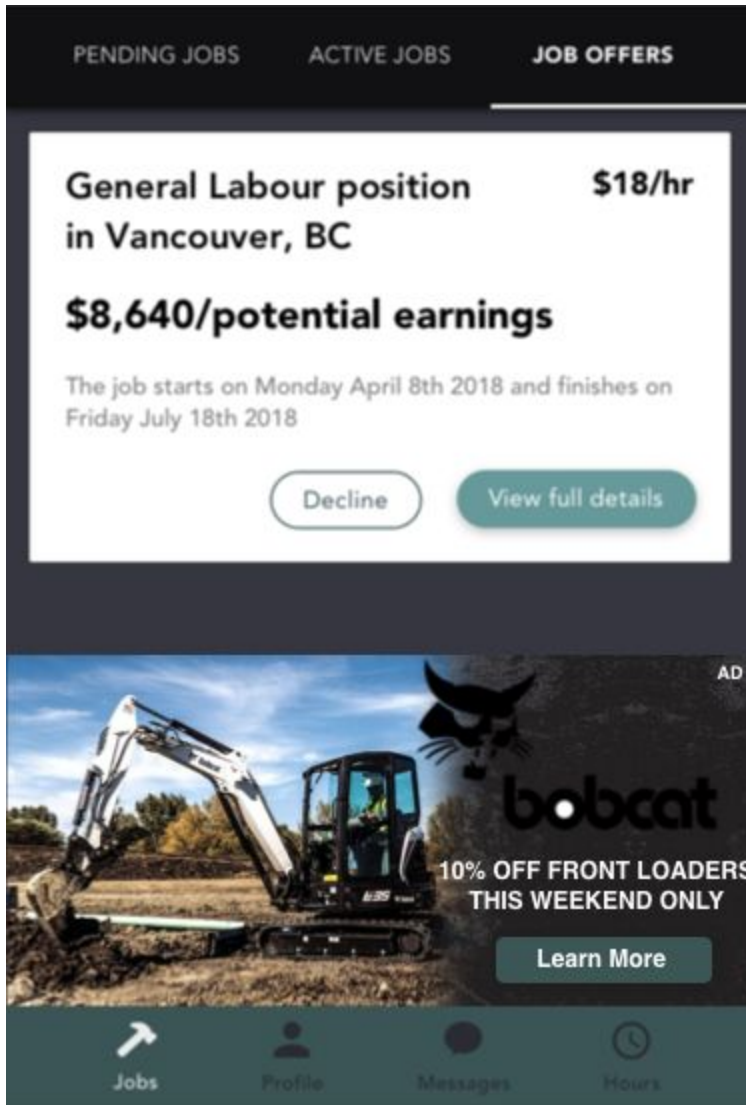 PENDING JOBS ACTIVE JOBS JOB OFFERS
General Labour position $18/hr
in Vancouver, BC
$8,640/potential earnings
The job starts on Monday April 8th 2018 and finishes on
Friday July 18th 2018
Decline View full details
AD
bobcat
bobcat
E35
10% OFF FRONT LOADERS
THIS WEEKEND ONLY
Learn More
Jobs Profile Messages Hours